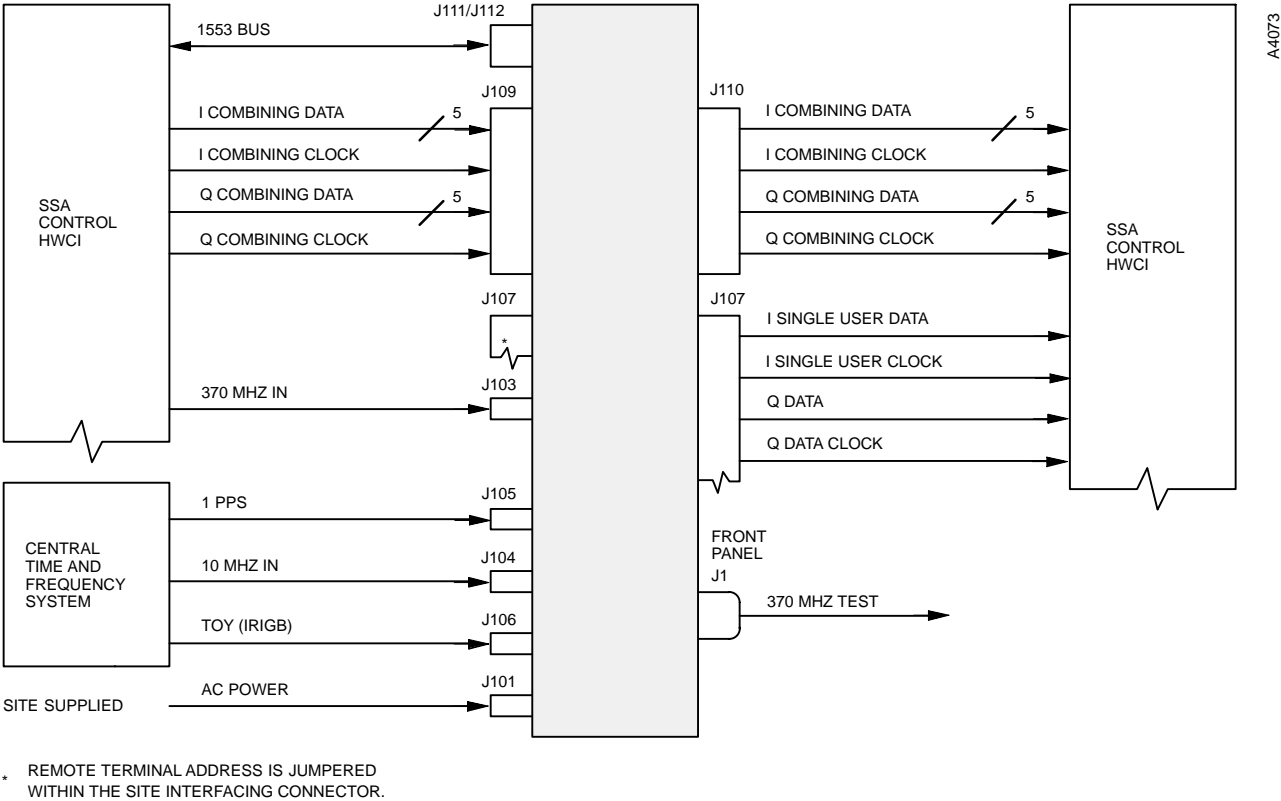 J111/J112
1553 BUS
A4073
J109
J110
I COMBINING DATA
5
I COMBINING DATA
5
I COMBINING CLOCK
I COMBINING CLOCK
Q COMBINING DATA
5
Q COMBINING DATA
5
SSA
CONTROL
HWCI
Q COMBINING CLOCK
Q COMBINING CLOCK
SSA
CONTROL
HWCI
J107
J107
*
I SINGLE USER DATA
I SINGLE USER CLOCK
J103
370 MHZ IN
Q DATA
Q DATA CLOCK
J105
1 PPS
CENTRAL
TIME AND
FREQUENCY
SYSTEM
J104
10 MHZ IN
FRONT
PANEL
J1
370 MHZ TEST
J106
TOY (IRIGB)
J101
AC POWER
SITE SUPPLIED
* REMOTE TERMINAL ADDRESS IS JUMPERED
WITHIN THE SITE INTERFACING CONNECTOR.